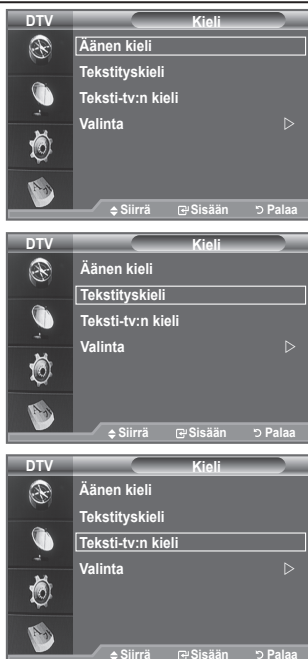 DTV Kieli
Äänen kieli
Tekstityskieli
Teksti-tv:n kieli
Valinta
Siirrä Sisään Palaa
DTV Kieli
Äänen kieli
Tekstityskieli
Teksti-tv:n kieli
Valinta
Siirrä Sisään Palaa
DTV Kieli
Äänen kieli
Tekstityskieli
Teksti-tv:n kieli
Valinta
Siirrä Sisään Palaa